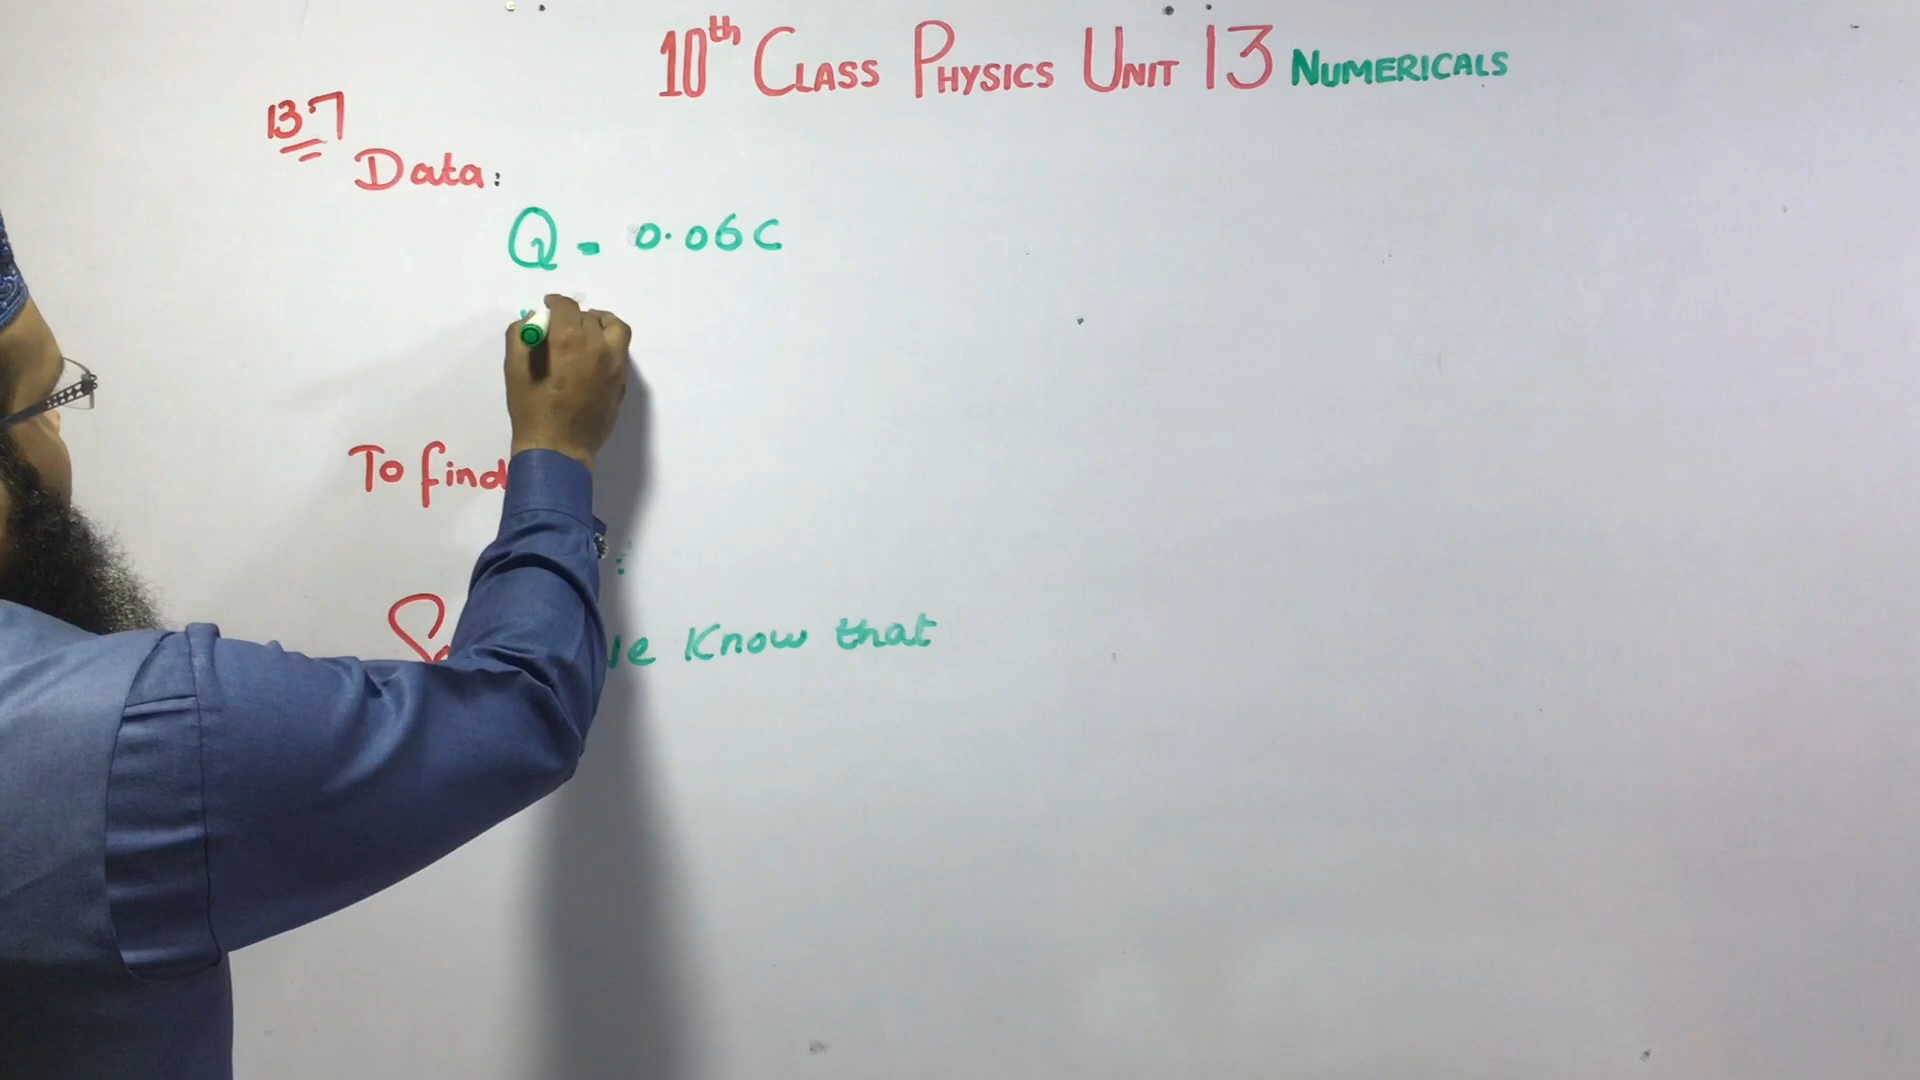 10th CLASS PHYSICS UNIT 13 NUMERICALS
13.7
Data:
Q = 0.06C
To find
Know that